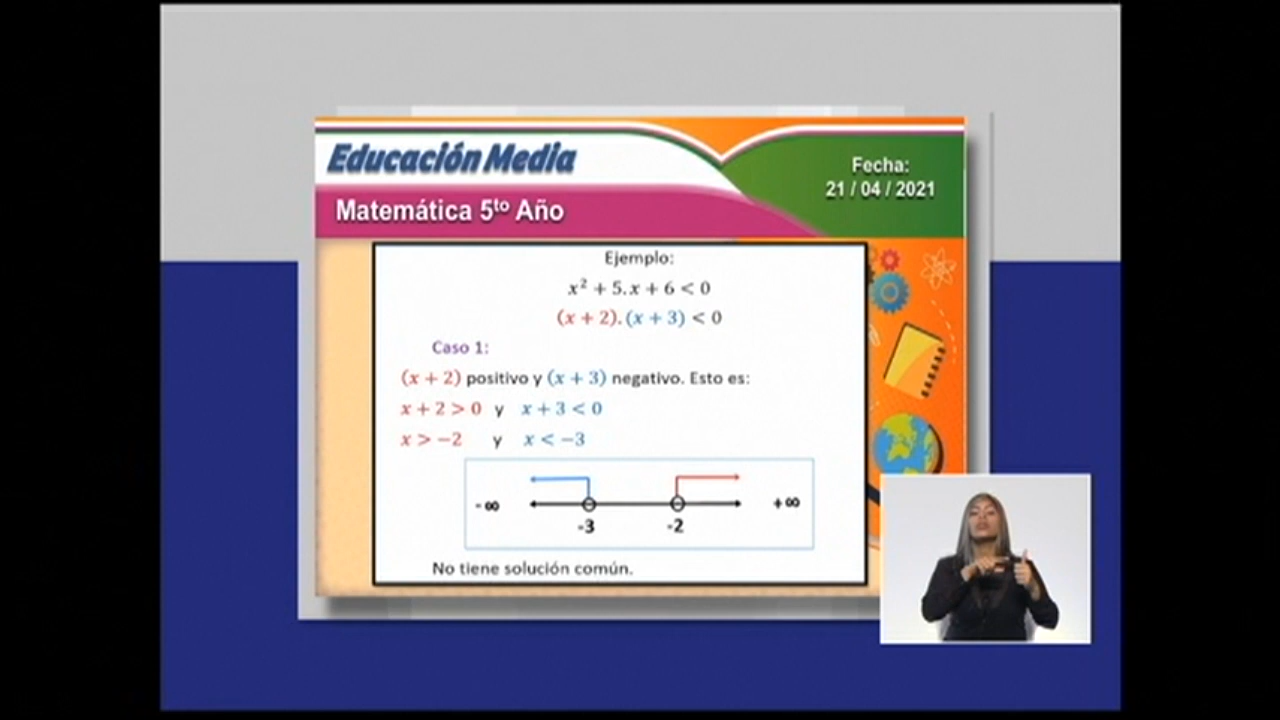 Educación Media
Fecha:
21 / 04 / 2021
Matemática 5to Año
Ejemplo:
x² + 5.x + 6 < 0
(x + 2).(x + 3) < 0
Caso 1:
(x + 2) positivo y (x + 3) negativo. Esto es:
x + 2 > 0 y x + 3 < 0
x > −2 y x < −3
- ∞ + ∞
-3 -2
No tiene solución común.